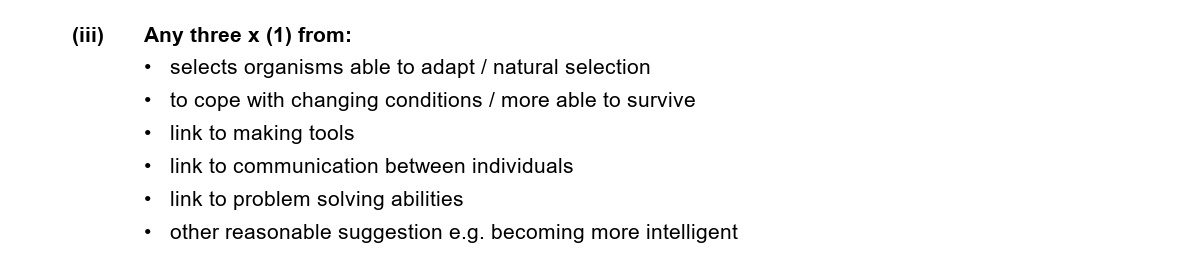 (iii) Any three x (1) from:
• selects organisms able to adapt / natural selection
• to cope with changing conditions / more able to survive
• link to making tools
• link to communication between individuals
• link to problem solving abilities
• other reasonable suggestion e.g. becoming more intelligent